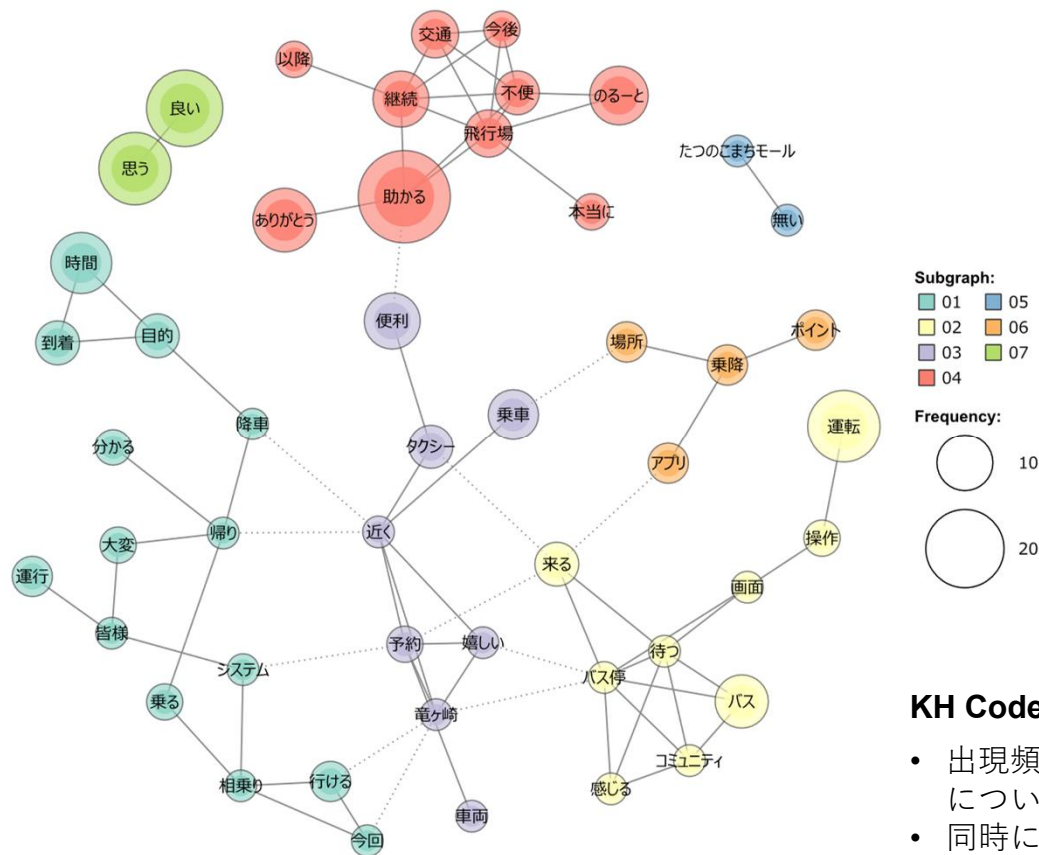 交通
今後
以降
継続
不便
のるーと
良い
飛行場
たつのこまちモール
思う
助かる
ありがとう
本当に
無い
時間
到着
目的
便利
場所
ポイント
乗降
降車
乗車
運転
分かる
タクシー
アプリ
帰り
近く
大変
操作
運行
来る
画面
皆様
予約
嬉しい
待つ
システム
バス停
乗る
竜ヶ崎
バス
コミュニティ
相乗り
行ける
感じる
車両
今回
Subgraph:
01 05
02 06
03 07
04
Frequency:
10
20
KH Code
• 出現頻
につい
• 同時に